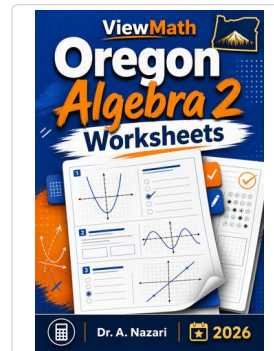 ViewMath
Oregon
Algebra 2
Worksheets
1
2
3
Dr. A. Nazari
2026